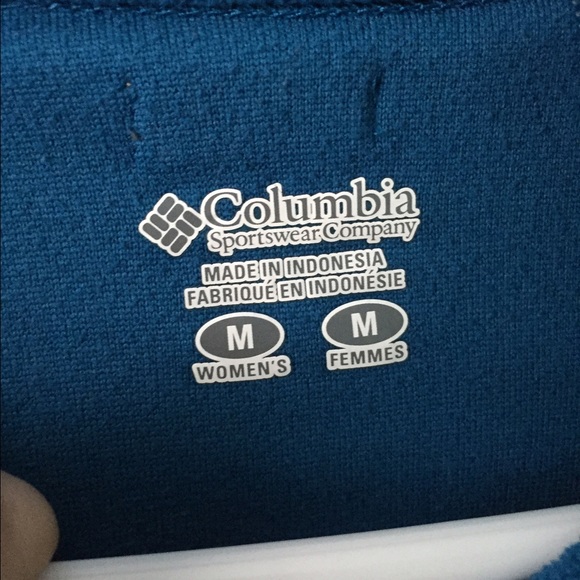 Columbia
Sportswear Company
MADE IN INDONESIA
FABRIQUÉ EN INDONÉSIE
M M
WOMEN'S FEMMES